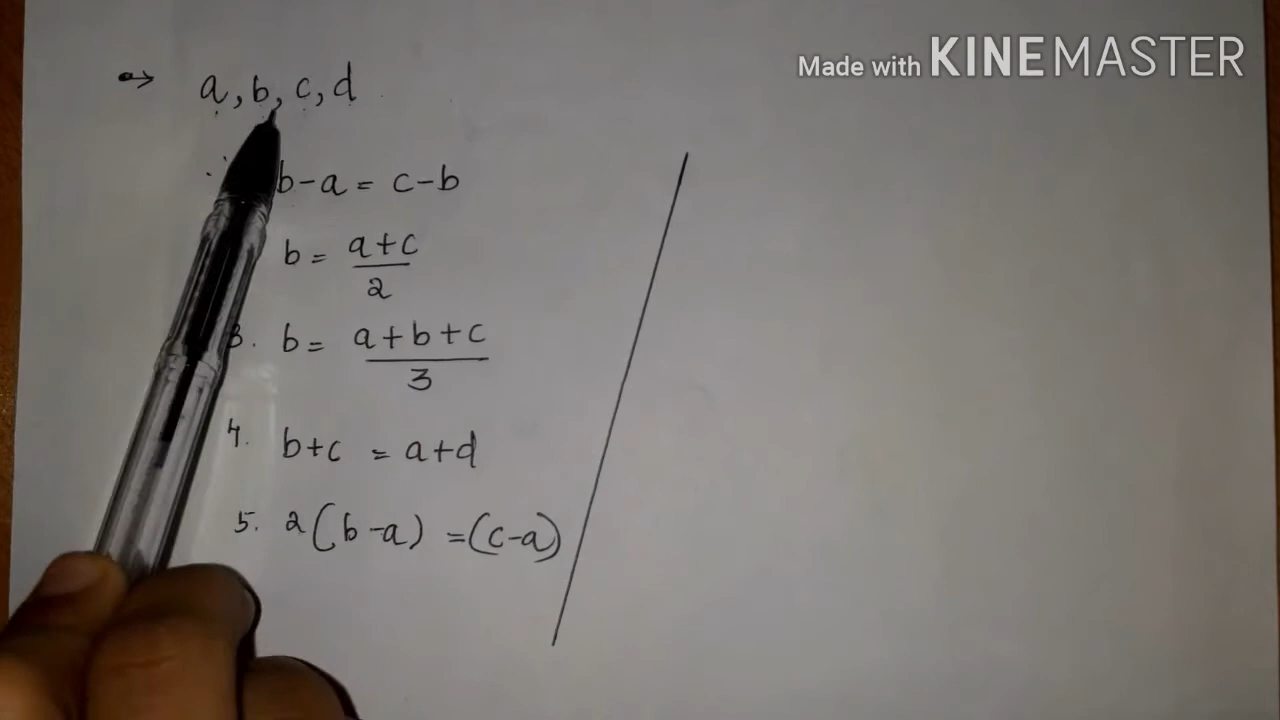 Made with KINEMASTER
→ a, b, c, d
b-a = c-b
b = a+c/2
3. b = a+b+c/3
4. b+c = a+d
5. 2(b-a) = (c-a)